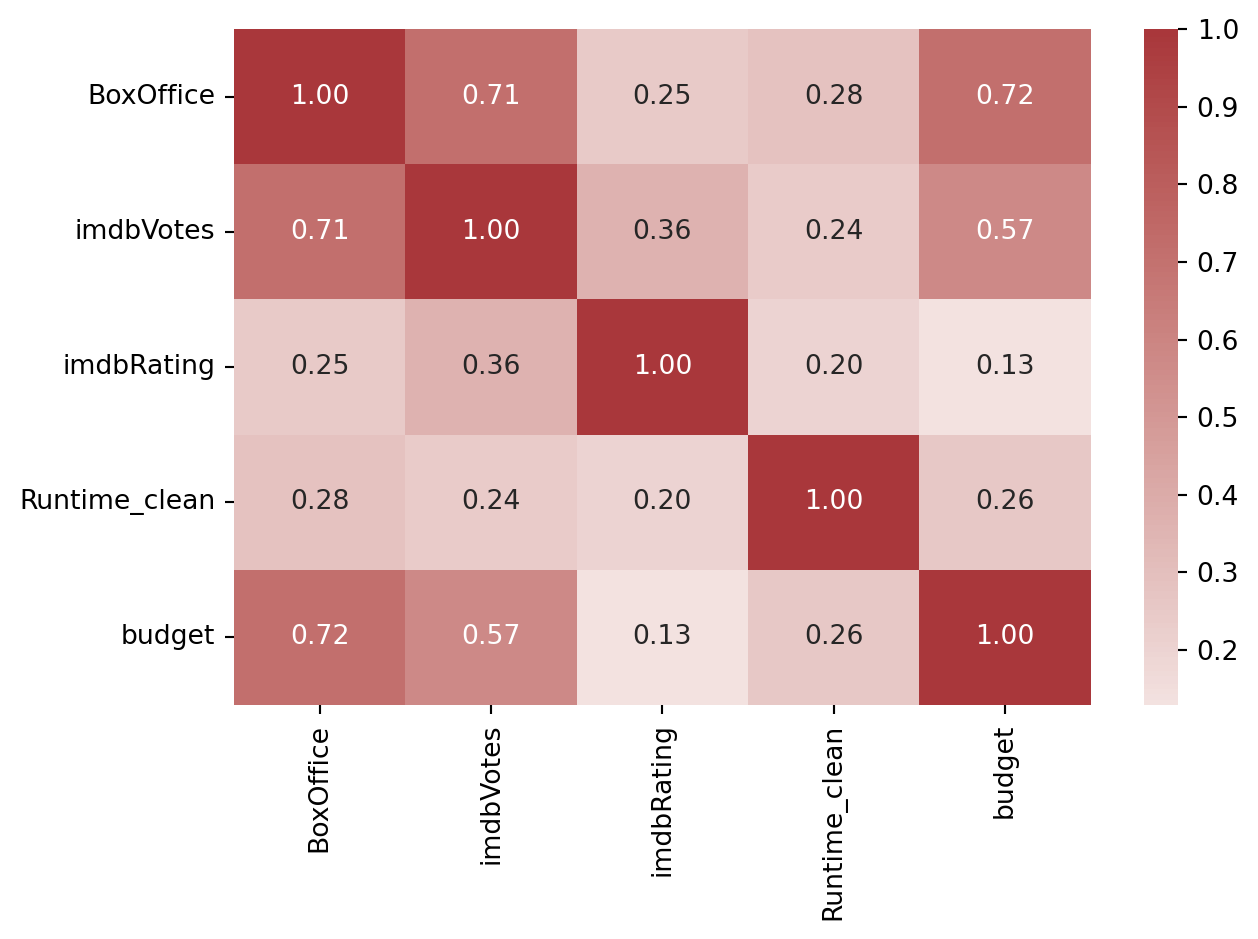 BoxOffice 1.00 0.71 0.25 0.28 0.72
imdbVotes 0.71 1.00 0.36 0.24 0.57
imdbRating 0.25 0.36 1.00 0.20 0.13
Runtime_clean 0.28 0.24 0.20 1.00 0.26
budget 0.72 0.57 0.13 0.26 1.00
BoxOffice imdbVotes imdbRating Runtime_clean budget
1.0
0.9
0.8
0.7
0.6
0.5
0.4
0.3
0.2